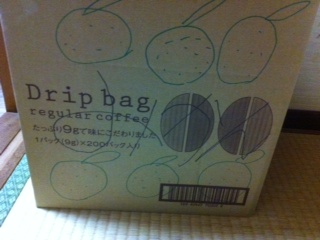 Drip bag
regular coffee
たっぷり9gで味にこだわりました
1パック(9g)×200パック入り